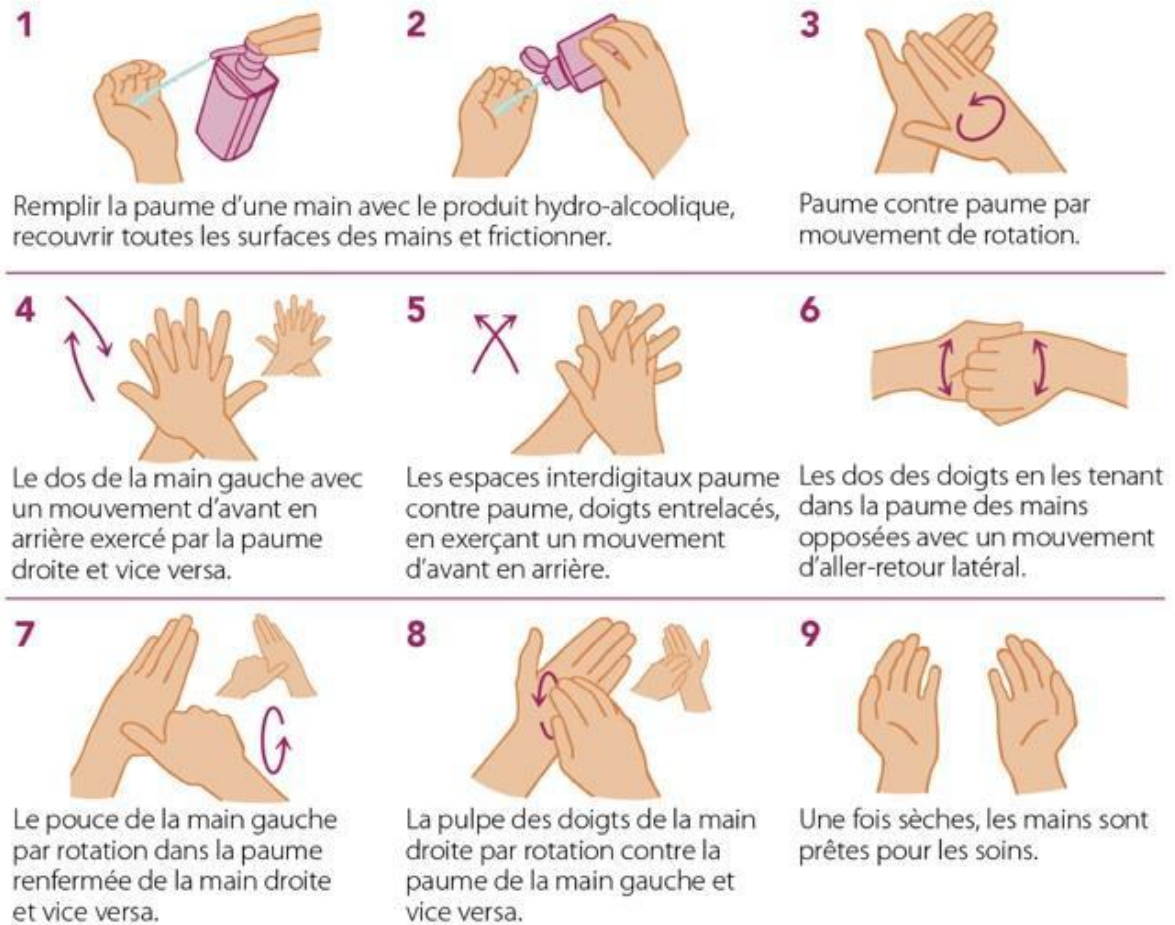 1
2
Remplir la paume d'une main avec le produit hydro-alcoolique,
recouvrir toutes les surfaces des mains et frictionner.
3
Paume contre paume par
mouvement de rotation.
4
Le dos de la main gauche avec
un mouvement d'avant en
arrière exercé par la paume
droite et vice versa.
5
Les espaces interdigitaux paume
contre paume, doigts entrelacés,
en exerçant un mouvement
d'avant en arrière.
6
Les dos des doigts en les tenant
dans la paume des mains
opposées avec un mouvement
d'aller-retour latéral.
7
Le pouce de la main gauche
par rotation dans la paume
renfermée de la main droite
et vice versa.
8
La pulpe des doigts de la main
droite par rotation contre la
paume de la main gauche et
vice versa.
9
Une fois sèches, les mains sont
prêtes pour les soins.